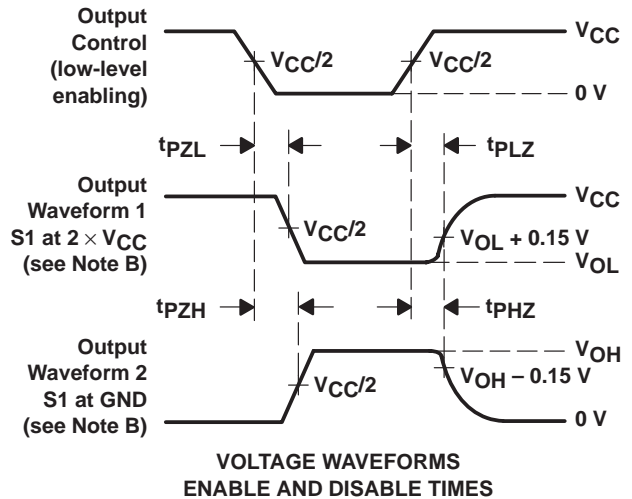 Output
Control
(low-level
enabling)
VCC/2
VCC/2
VCC
0 V
tPZL
tPLZ
Output
Waveform 1
S1 at 2 × VCC
(see Note B)
VCC/2
VCC
VOL + 0.15 V
VOL
tPZH
tPHZ
Output
Waveform 2
S1 at GND
(see Note B)
VCC/2
VOH
VOH – 0.15 V
0 V
VOLTAGE WAVEFORMS
ENABLE AND DISABLE TIMES